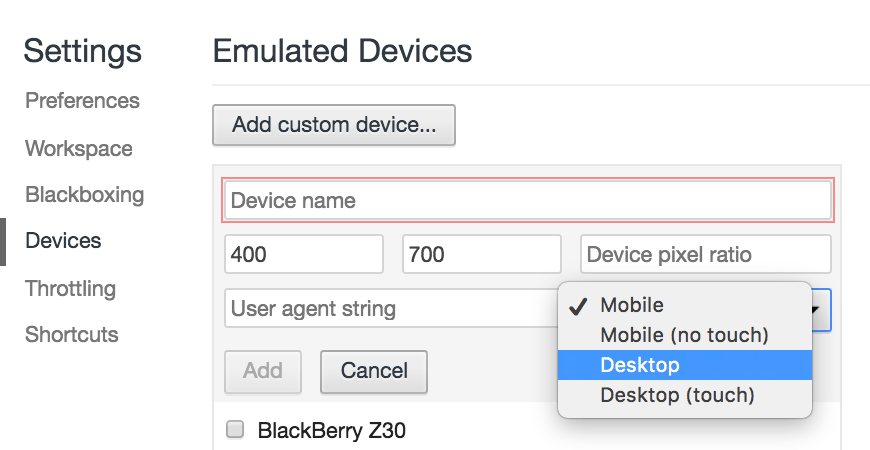 Settings
Preferences
Workspace
Blackboxing
Devices
Throttling
Shortcuts
Emulated Devices
Add custom device...
Device name
400 700 Device pixel ratio
User agent string
✓ Mobile
Mobile (no touch)
Desktop
Desktop (touch)
Add Cancel
BlackBerry Z30